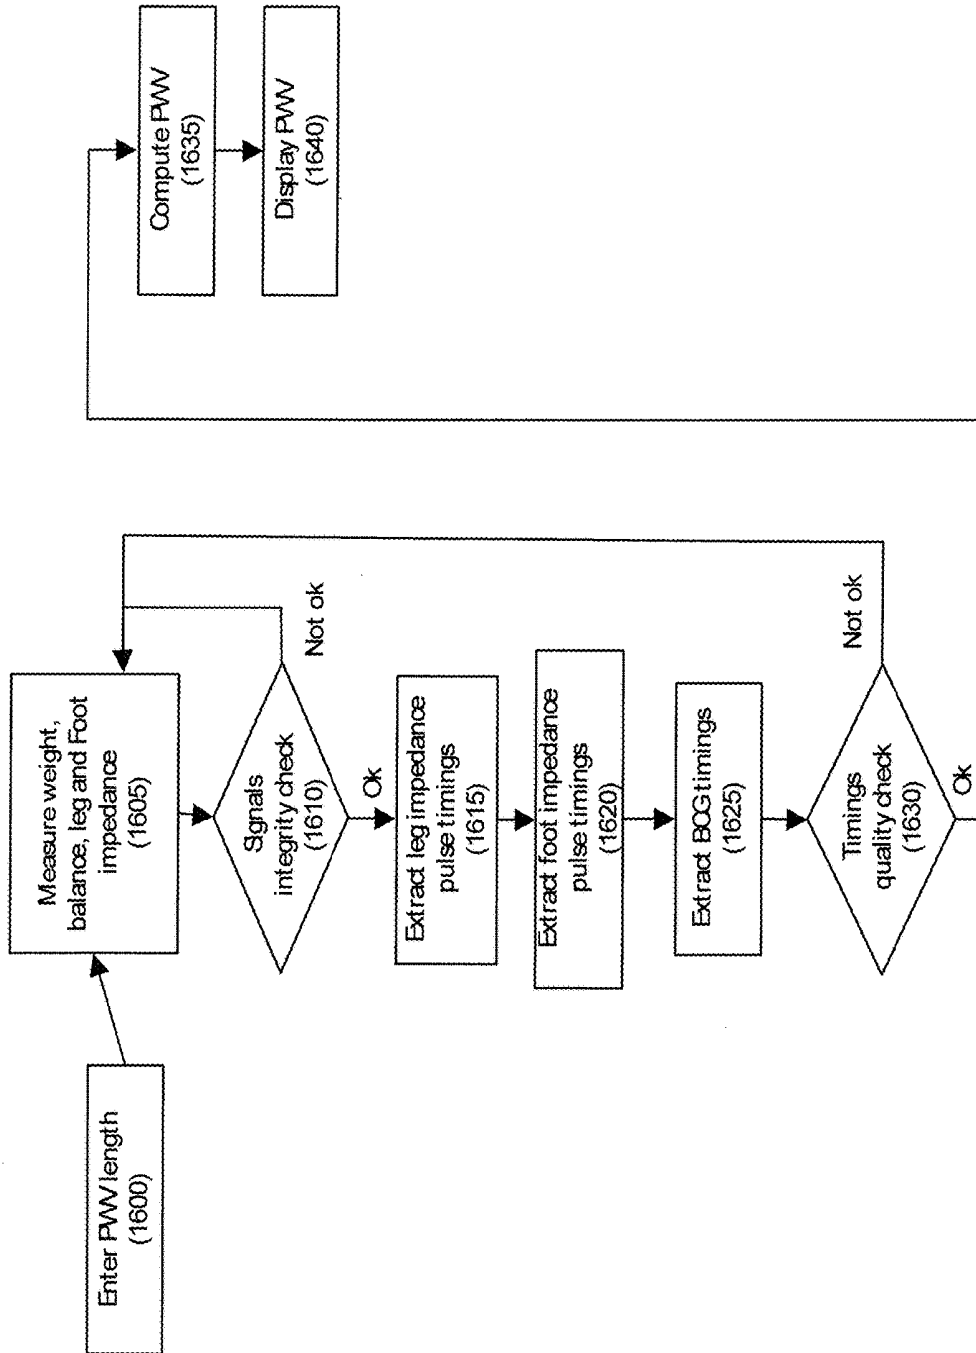 Enter PWV length
(1600)
Measure weight,
balance, leg and Foot
impedance
(1605)
Signals
integrity check
(1610)
Not ok
Ok
Extract leg impedance
pulse timings
(1615)
Extract foot impedance
pulse timings
(1620)
Extract BCG timings
(1625)
Timings
quality check
(1630)
Not ok
Ok
Compute PWV
(1635)
Display PWV
(1640)